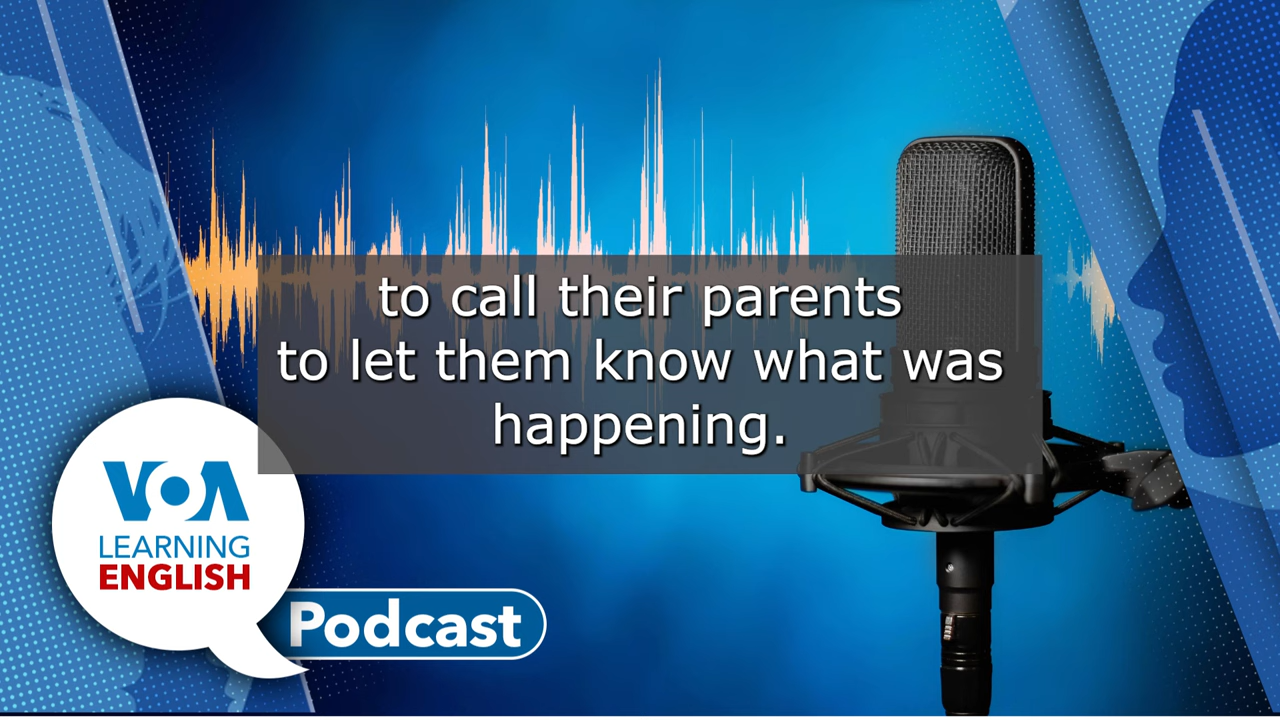 to call their parents
to let them know what was
happening.
VOA
LEARNING
ENGLISH
Podcast